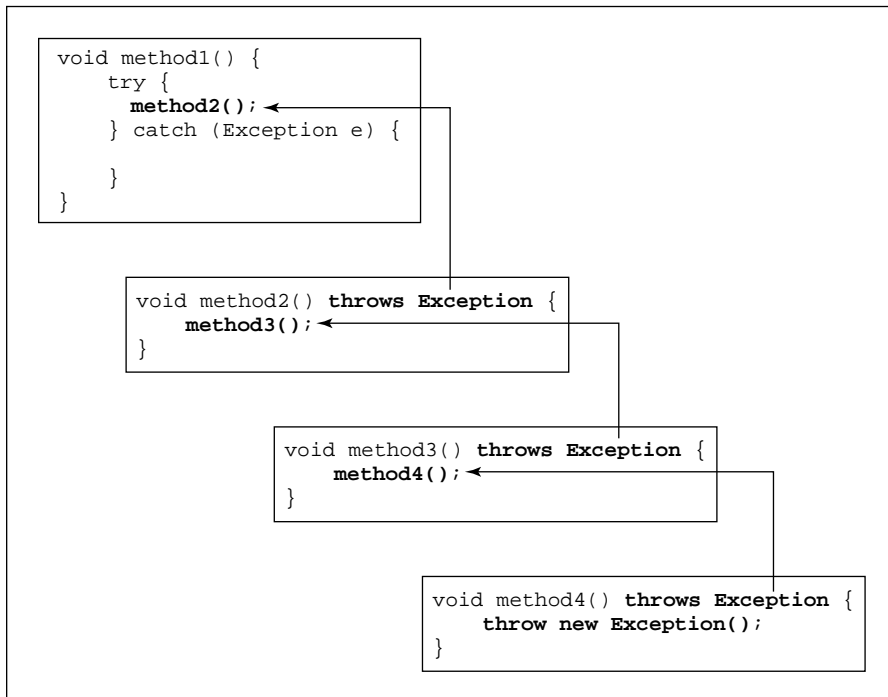 void method1() {
    try {
      method2();
    } catch (Exception e) {
    }
}
void method2() throws Exception {
    method3();
}
void method3() throws Exception {
    method4();
}
void method4() throws Exception {
    throw new Exception();
}